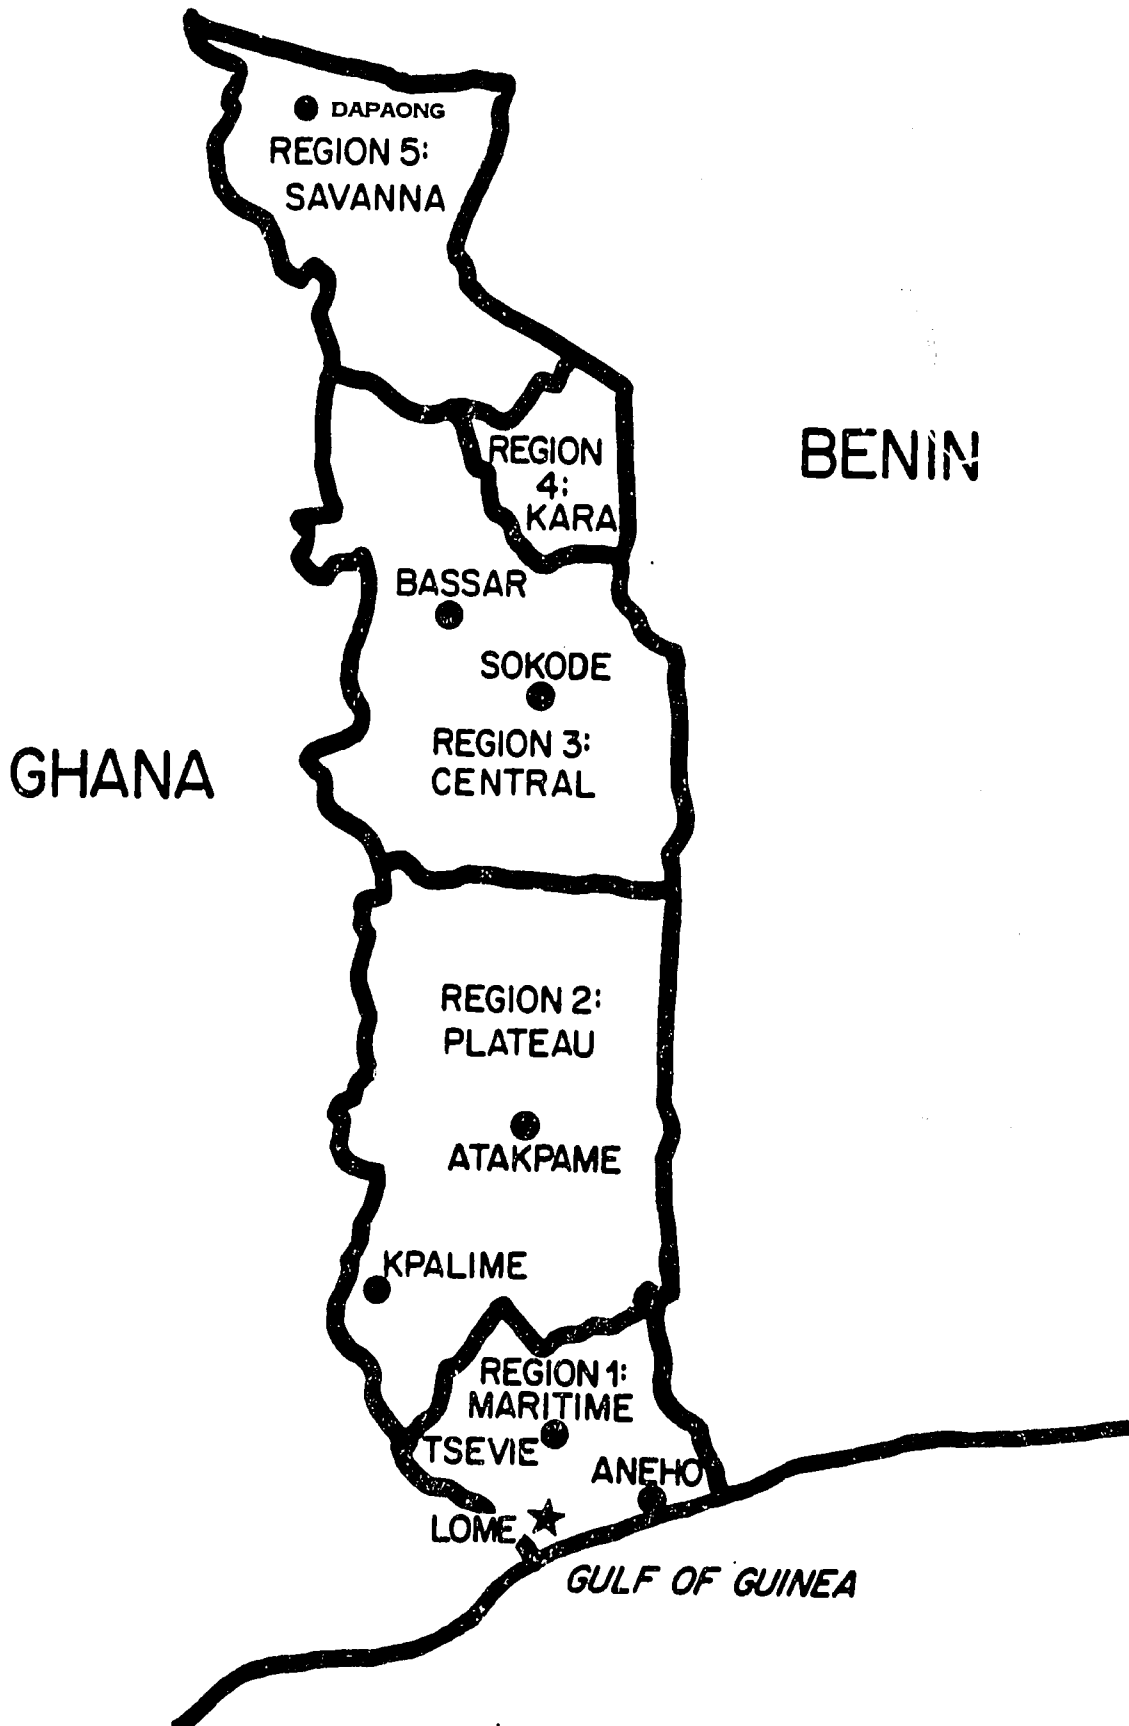 DAPAONG
REGION 5:
SAVANNA
REGION
4:
KARA
BENIN
BASSAR
SOKODE
REGION 3:
CENTRAL
GHANA
REGION 2:
PLATEAU
ATAKPAME
KPALIME
REGION 1:
MARITIME
TSEVIE
ANEHO
LOME
GULF OF GUINEA